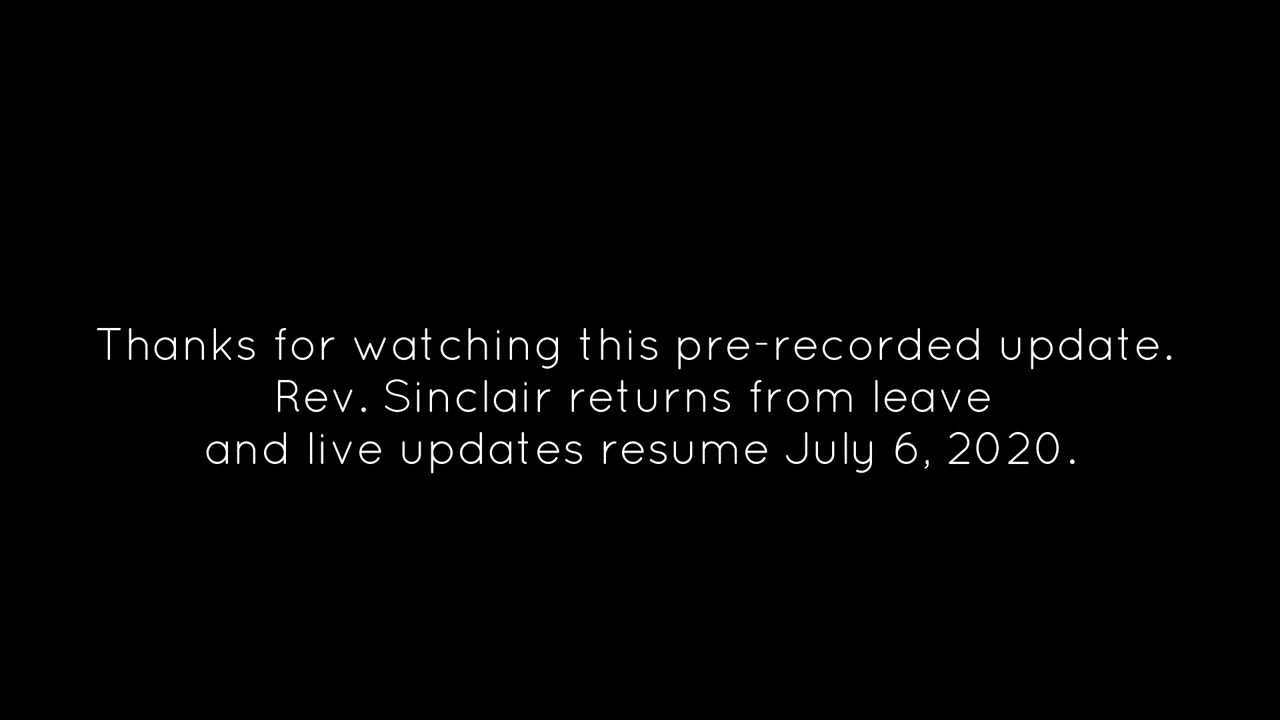 Thanks for watching this pre-recorded update.
Rev. Sinclair returns from leave
and live updates resume July 6, 2020.